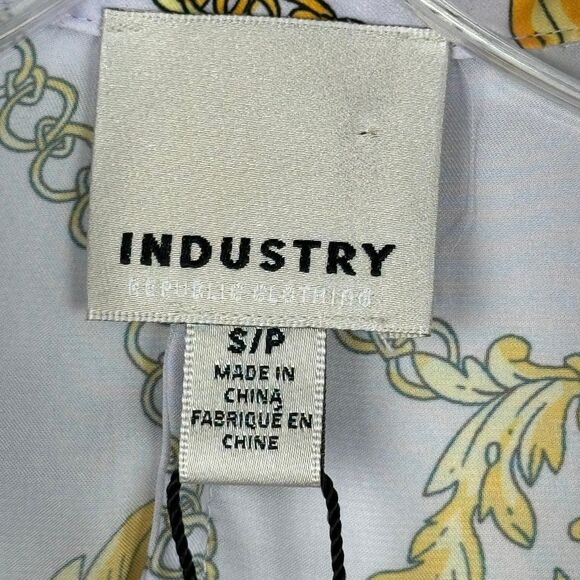 INDUSTRY
REPUBLIC CLOTHING
S/P
MADE IN
CHINA
FABRIQUÉ EN
CHINE